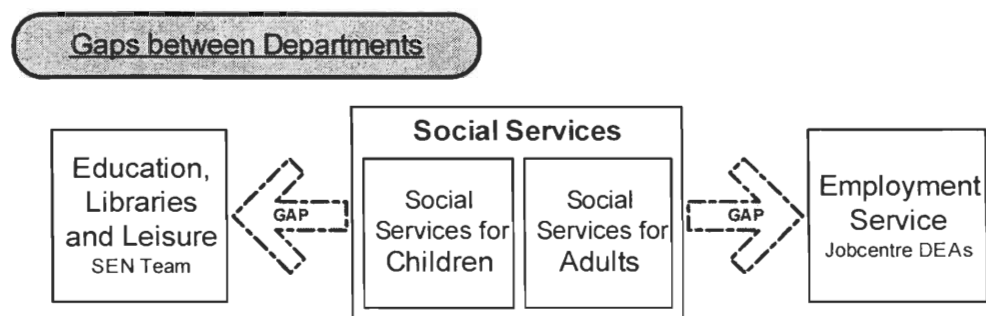 Gaps between Departments
Education,
Libraries
and Leisure
SEN Team
GAP
Social Services
Social
Services for
Children
Social
Services for
Adults
GAP
Employment
Service
Jobcentre DEAs